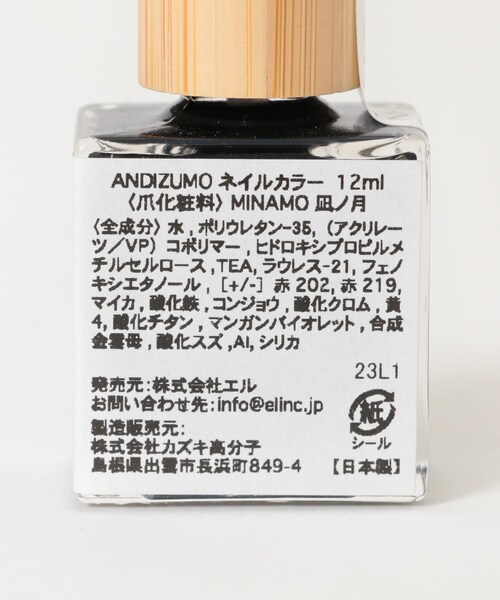 ANDIZUMO ネイルカラー 12ml
〈爪化粧料〉MINAMO 凪ノ月
〈全成分〉水 , ポリウレタン-35,（アクリレー
ツ／VP）コポリマー , ヒドロキシプロピルメ
チルセルロース ,TEA, ラウレス-21, フェノ
キシエタノール , [+/-] 赤 202, 赤 219,
マイカ , 酸化鉄 , コンジョウ , 酸化クロム , 黄
4, 酸化チタン , マンガンバイオレット , 合成
金雲母 , 酸化スズ ,Al, シリカ
23L1
発売元：株式会社エル
お問い合わせ先：info@elinc.jp
紙
シール
製造販売元：
株式会社カズキ高分子
島根県出雲市長浜町849-4 【日本製】